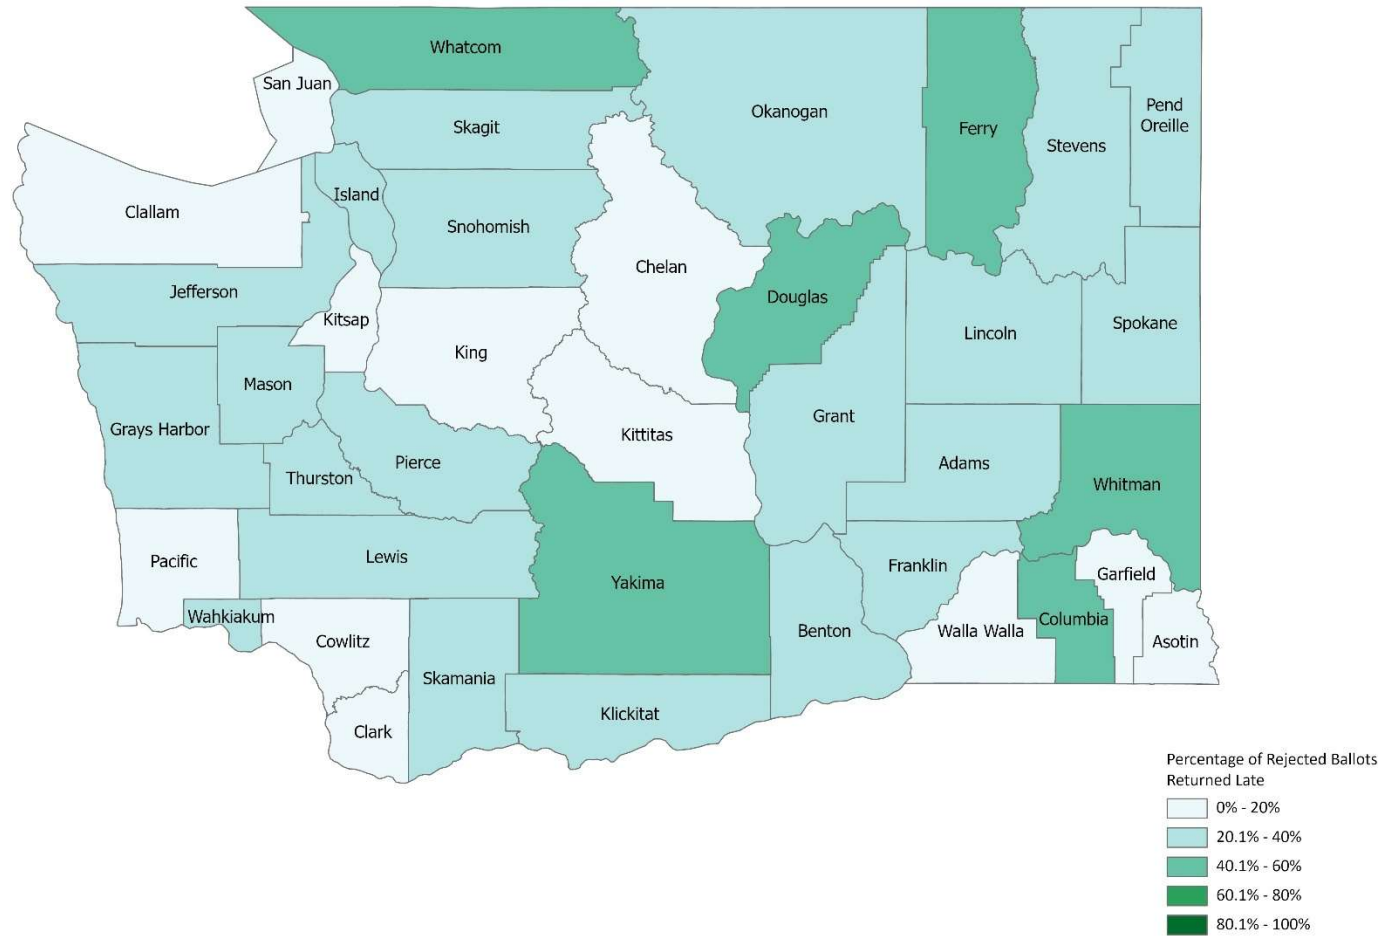 Whatcom
San Juan
Skagit
Okanogan
Ferry
Stevens
Pend
Oreille
Island
Clallam
Snohomish
Chelan
Jefferson
Kitsap
King
Douglas
Lincoln
Spokane
Mason
Grays Harbor
Thurston
Pierce
Kittitas
Grant
Adams
Whitman
Pacific
Lewis
Yakima
Franklin
Garfield
Wahkiakum
Cowlitz
Skamania
Benton
Walla Walla
Columbia
Asotin
Clark
Klickitat
Percentage of Rejected Ballots
Returned Late
0% - 20%
20.1% - 40%
40.1% - 60%
60.1% - 80%
80.1% - 100%